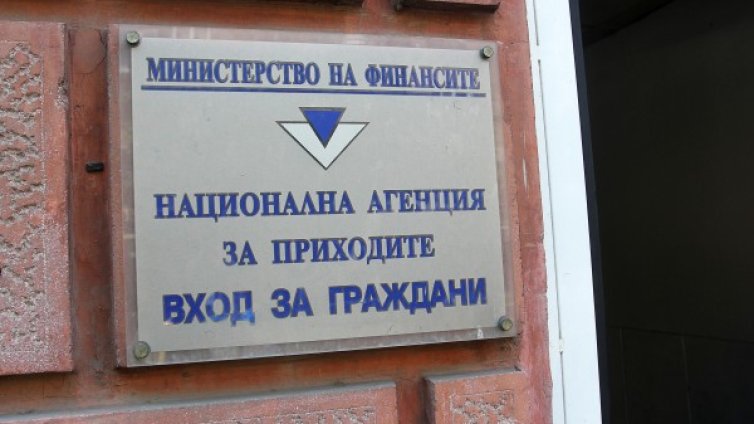 МИНИСТЕРСТВО НА ФИНАНСИТЕ
НАЦИОНАЛНА АГЕНЦИЯ
ЗА ПРИХОДИТЕ
ВХОД ЗА ГРАЖДАНИ